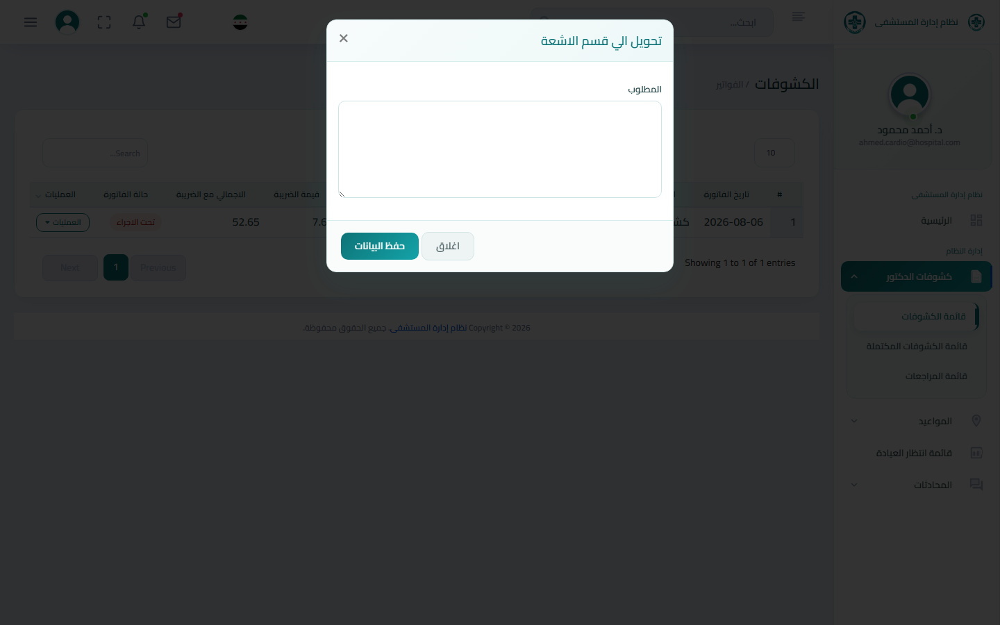 نظام إدارة المستشفى
ابحث...
تحويل الي قسم الاشعة
×
المطلوب
اغلاق
حفظ البيانات
د. أحمد محمود
ahmed.cardio@hospital.com
نظام إدارة المستشفى
الرئيسية
إدارة النظام
كشوفات الدكتور
قائمة الكشوفات
قائمة الكشوفات المكتملة
قائمة المراجعات
المواعيد
قائمة انتظار العيادة
المحادثات
الكشوفات / الفواتير
10
Search...
# تاريخ الفاتورة قيمة الضريبة الاجمالي مع الضريبة حالة الفاتورة العمليات
1 2026-08-06 7.6 52.65 تحت الاجراء العمليات
Showing 1 to 1 of 1 entries
Previous 1 Next
Copyright © 2026 نظام إدارة المستشفى. جميع الحقوق محفوظة.